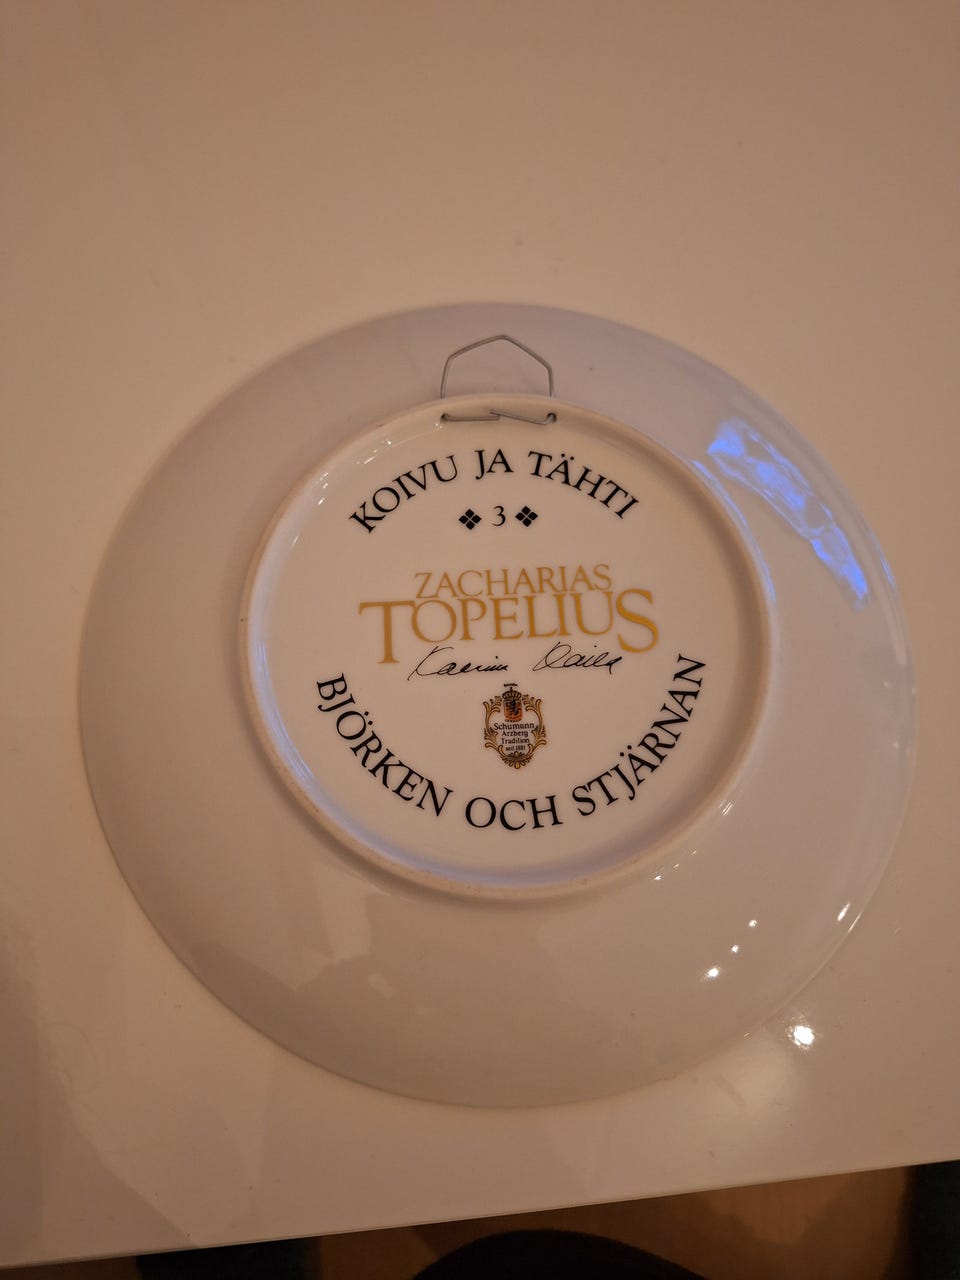 KOIVU JA TÄHTI
3
ZACHARIAS
TOPELIUS
Schumann
Arzberg
Tradition
seit 1881
BJÖRKEN OCH STJÄRNAN